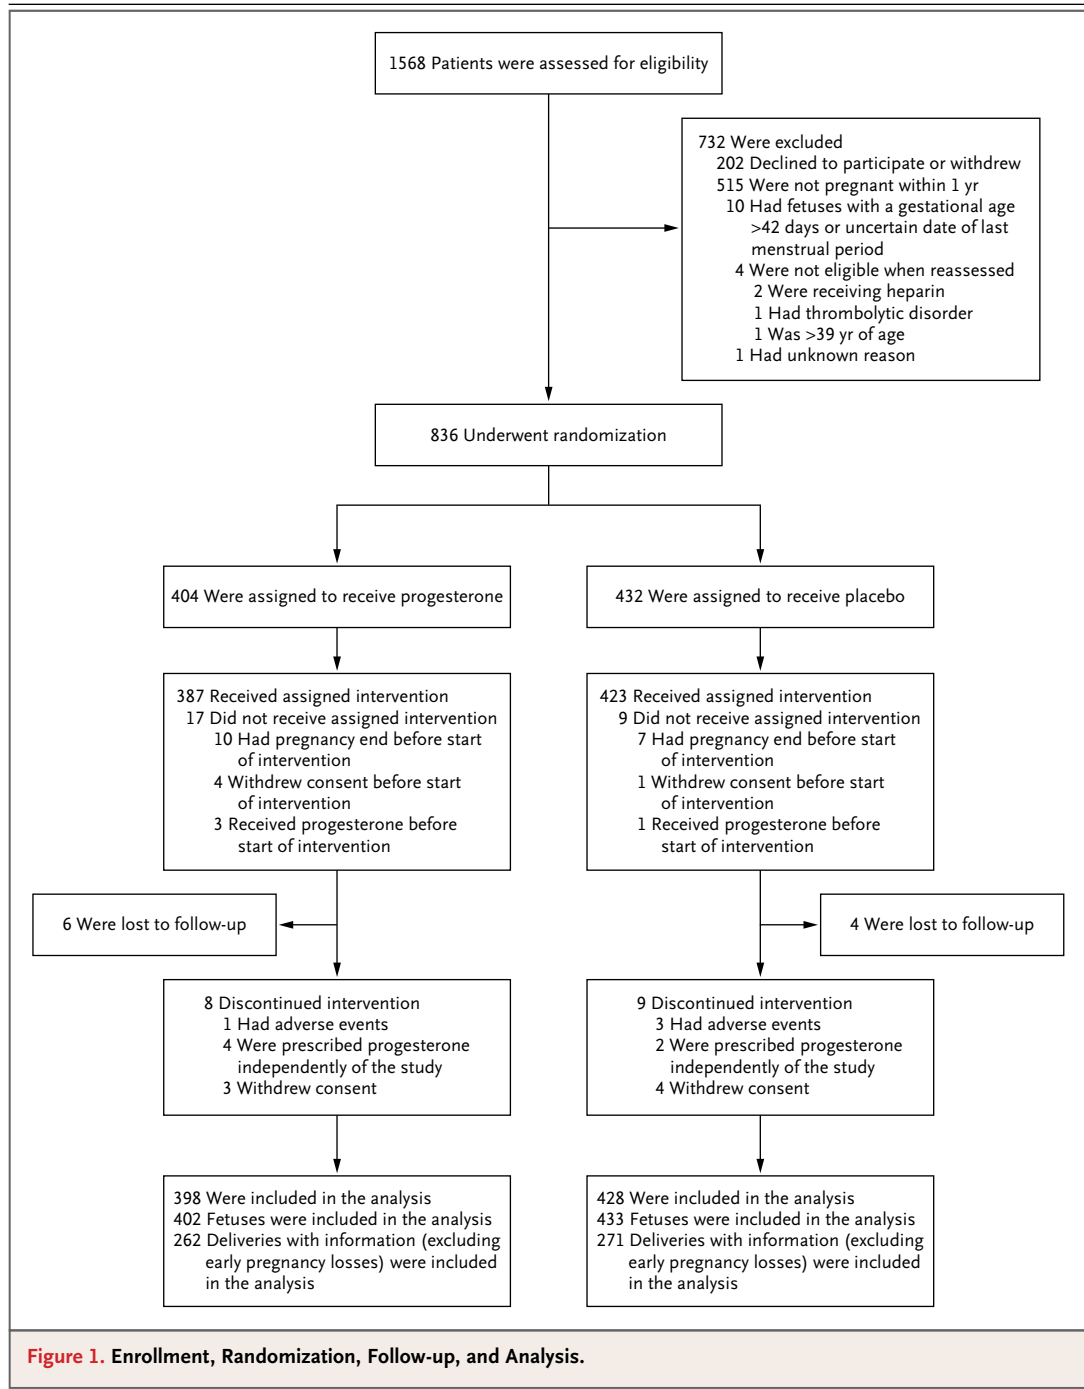 1568 Patients were assessed for eligibility
732 Were excluded
202 Declined to participate or withdrew
515 Were not pregnant within 1 yr
10 Had fetuses with a gestational age
>42 days or uncertain date of last
menstrual period
4 Were not eligible when reassessed
2 Were receiving heparin
1 Had thrombolytic disorder
1 Was >39 yr of age
1 Had unknown reason
836 Underwent randomization
404 Were assigned to receive progesterone
432 Were assigned to receive placebo
387 Received assigned intervention
17 Did not receive assigned intervention
10 Had pregnancy end before start
of intervention
4 Withdrew consent before start
of intervention
3 Received progesterone before
start of intervention
423 Received assigned intervention
9 Did not receive assigned intervention
7 Had pregnancy end before start
of intervention
1 Withdrew consent before start
of intervention
1 Received progesterone before
start of intervention
6 Were lost to follow-up
4 Were lost to follow-up
8 Discontinued intervention
1 Had adverse events
4 Were prescribed progesterone
independently of the study
3 Withdrew consent
9 Discontinued intervention
3 Had adverse events
2 Were prescribed progesterone
independently of the study
4 Withdrew consent
398 Were included in the analysis
402 Fetuses were included in the analysis
262 Deliveries with information (excluding
early pregnancy losses) were included
in the analysis
428 Were included in the analysis
433 Fetuses were included in the analysis
271 Deliveries with information (excluding
early pregnancy losses) were included
in the analysis
Figure 1. Enrollment, Randomization, Follow-up, and Analysis.